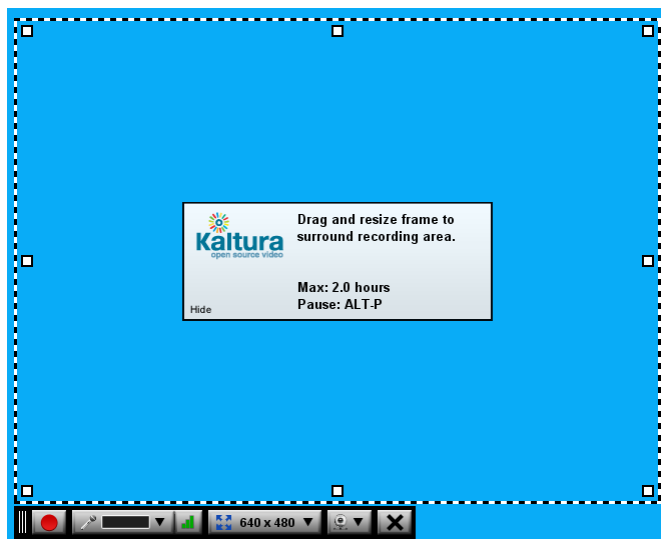 Drag and resize frame to
surround recording area.
Kaltura
open source video
Max: 2.0 hours
Pause: ALT-P
Hide
640 x 480